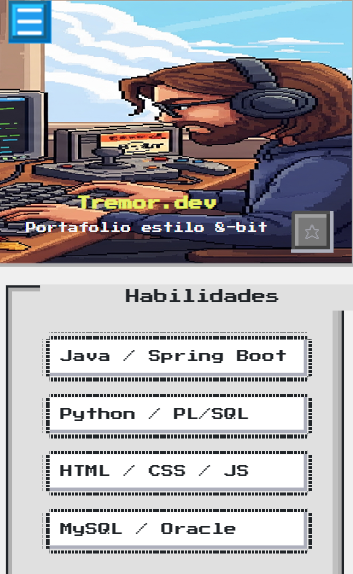 Tremor.dev
Portafolio estilo 8-bit
Habilidades
Java / Spring Boot
Python / PL/SQL
HTML / CSS / JS
MySQL / Oracle